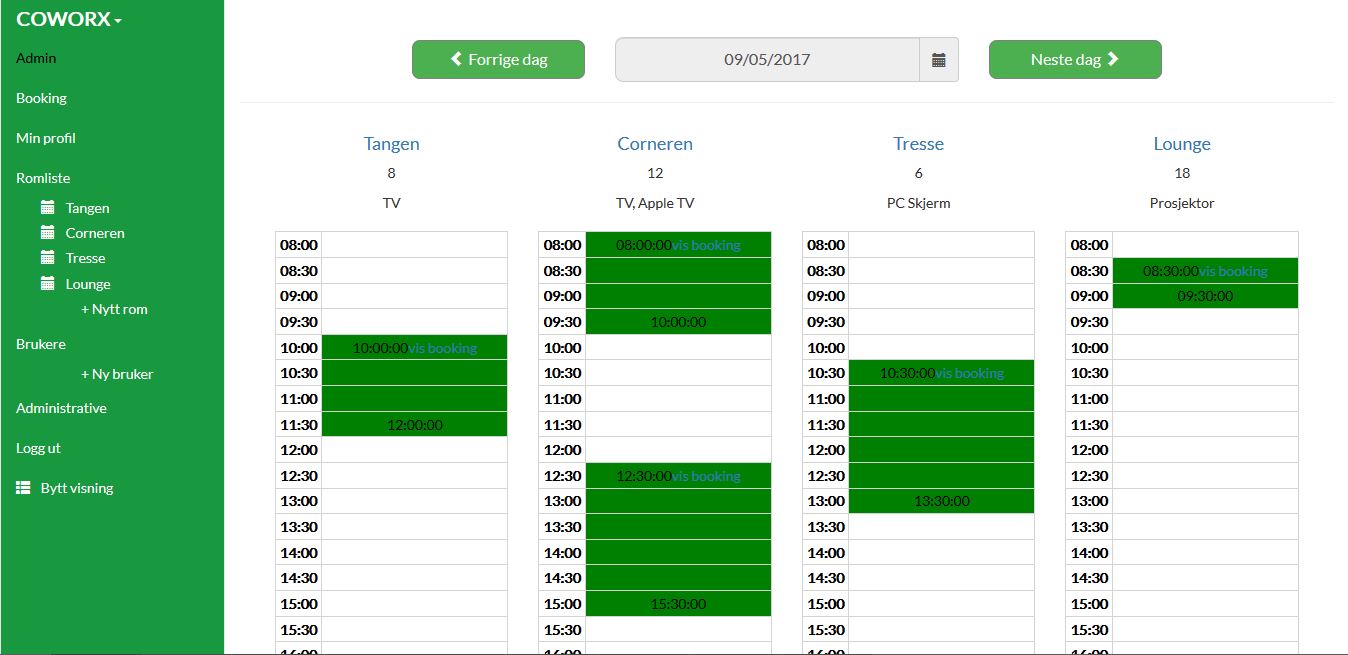 COWORX
Admin
Booking
Min profil
Romliste
Tangen
Corneren
Tresse
Lounge
+ Nytt rom
Brukere
+ Ny bruker
Administrative
Logg ut
Bytt visning
Forrige dag 09/05/2017 Neste dag
Tangen Corneren Tresse Lounge
8 12 6 18
TV TV, Apple TV PC Skjerm Prosjektor
08:00 08:00 08:00:00vis booking 08:00 08:00
08:30 08:30 08:30 08:30 08:30:00vis booking
09:00 09:00 09:00 09:00 09:30:00
09:30 09:30 10:00:00 09:30 09:30
10:00 10:00:00vis booking 10:00 10:00 10:00
10:30 10:30 10:30 10:30:00vis booking 10:30
11:00 11:00 11:00 11:00
11:30 12:00:00 11:30 11:30 11:30
12:00 12:00 12:00 12:00
12:30 12:30 12:30:00vis booking 12:30 12:30
13:00 13:00 13:00 13:30:00 13:00
13:30 13:30 13:30 13:30
14:00 14:00 14:00 14:00
14:30 14:30 14:30 14:30
15:00 15:00 15:30:00 15:00 15:00
15:30 15:30 15:30 15:30
16:00 16:00 16:00 16:00